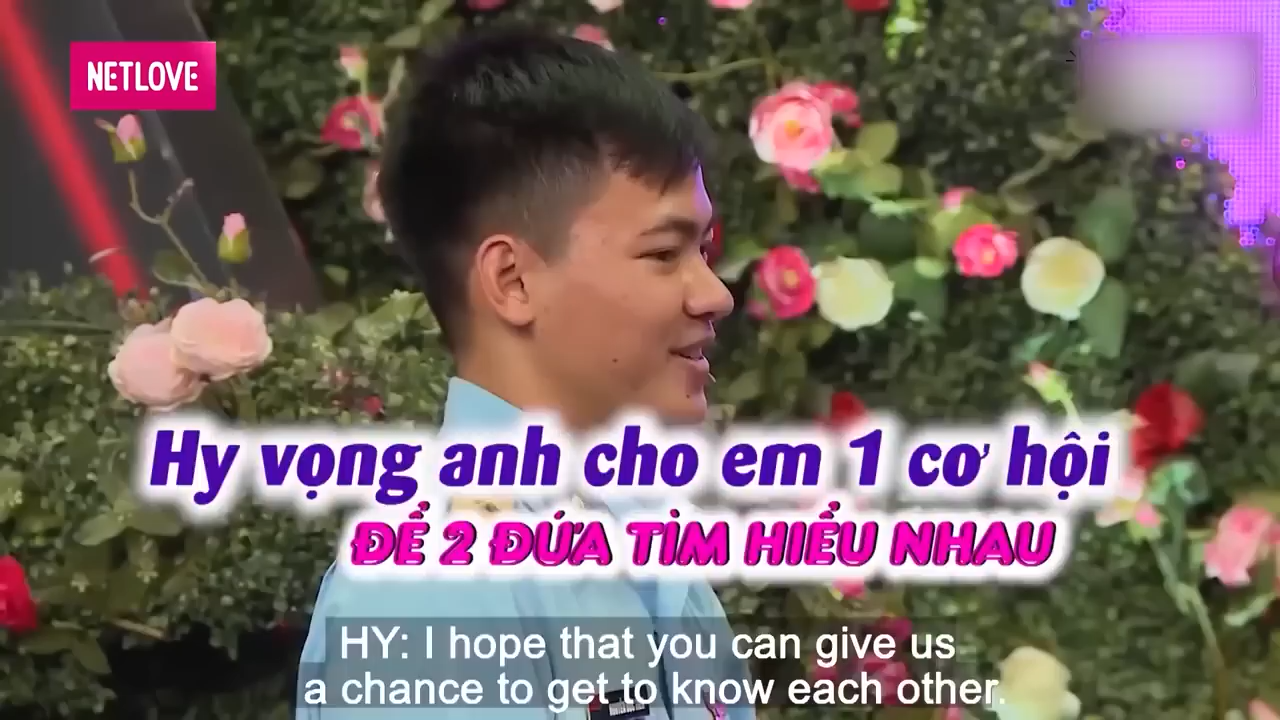 NETLOVE
Hy vọng anh cho em 1 cơ hội
ĐỂ 2 ĐỨA TÌM HIỂU NHAU
HY: I hope that you can give us
a chance to get to know each other.